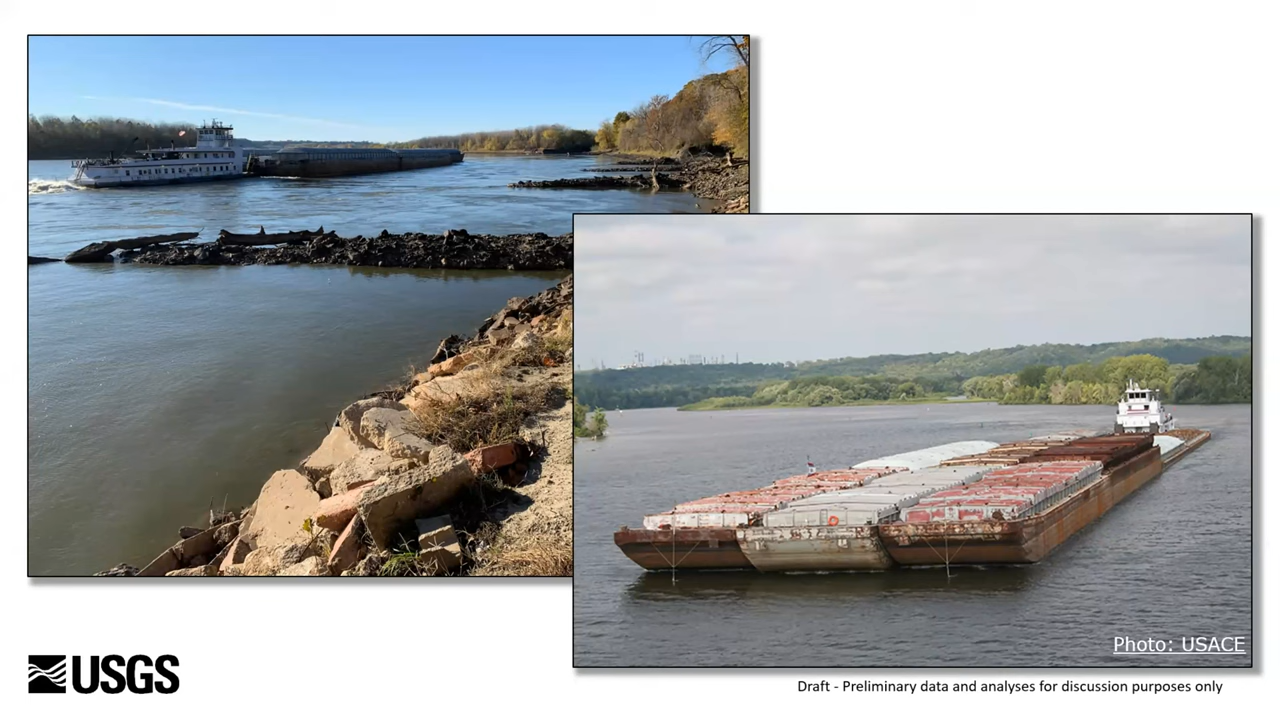 Photo: USACE
USGS
Draft - Preliminary data and analyses for discussion purposes only